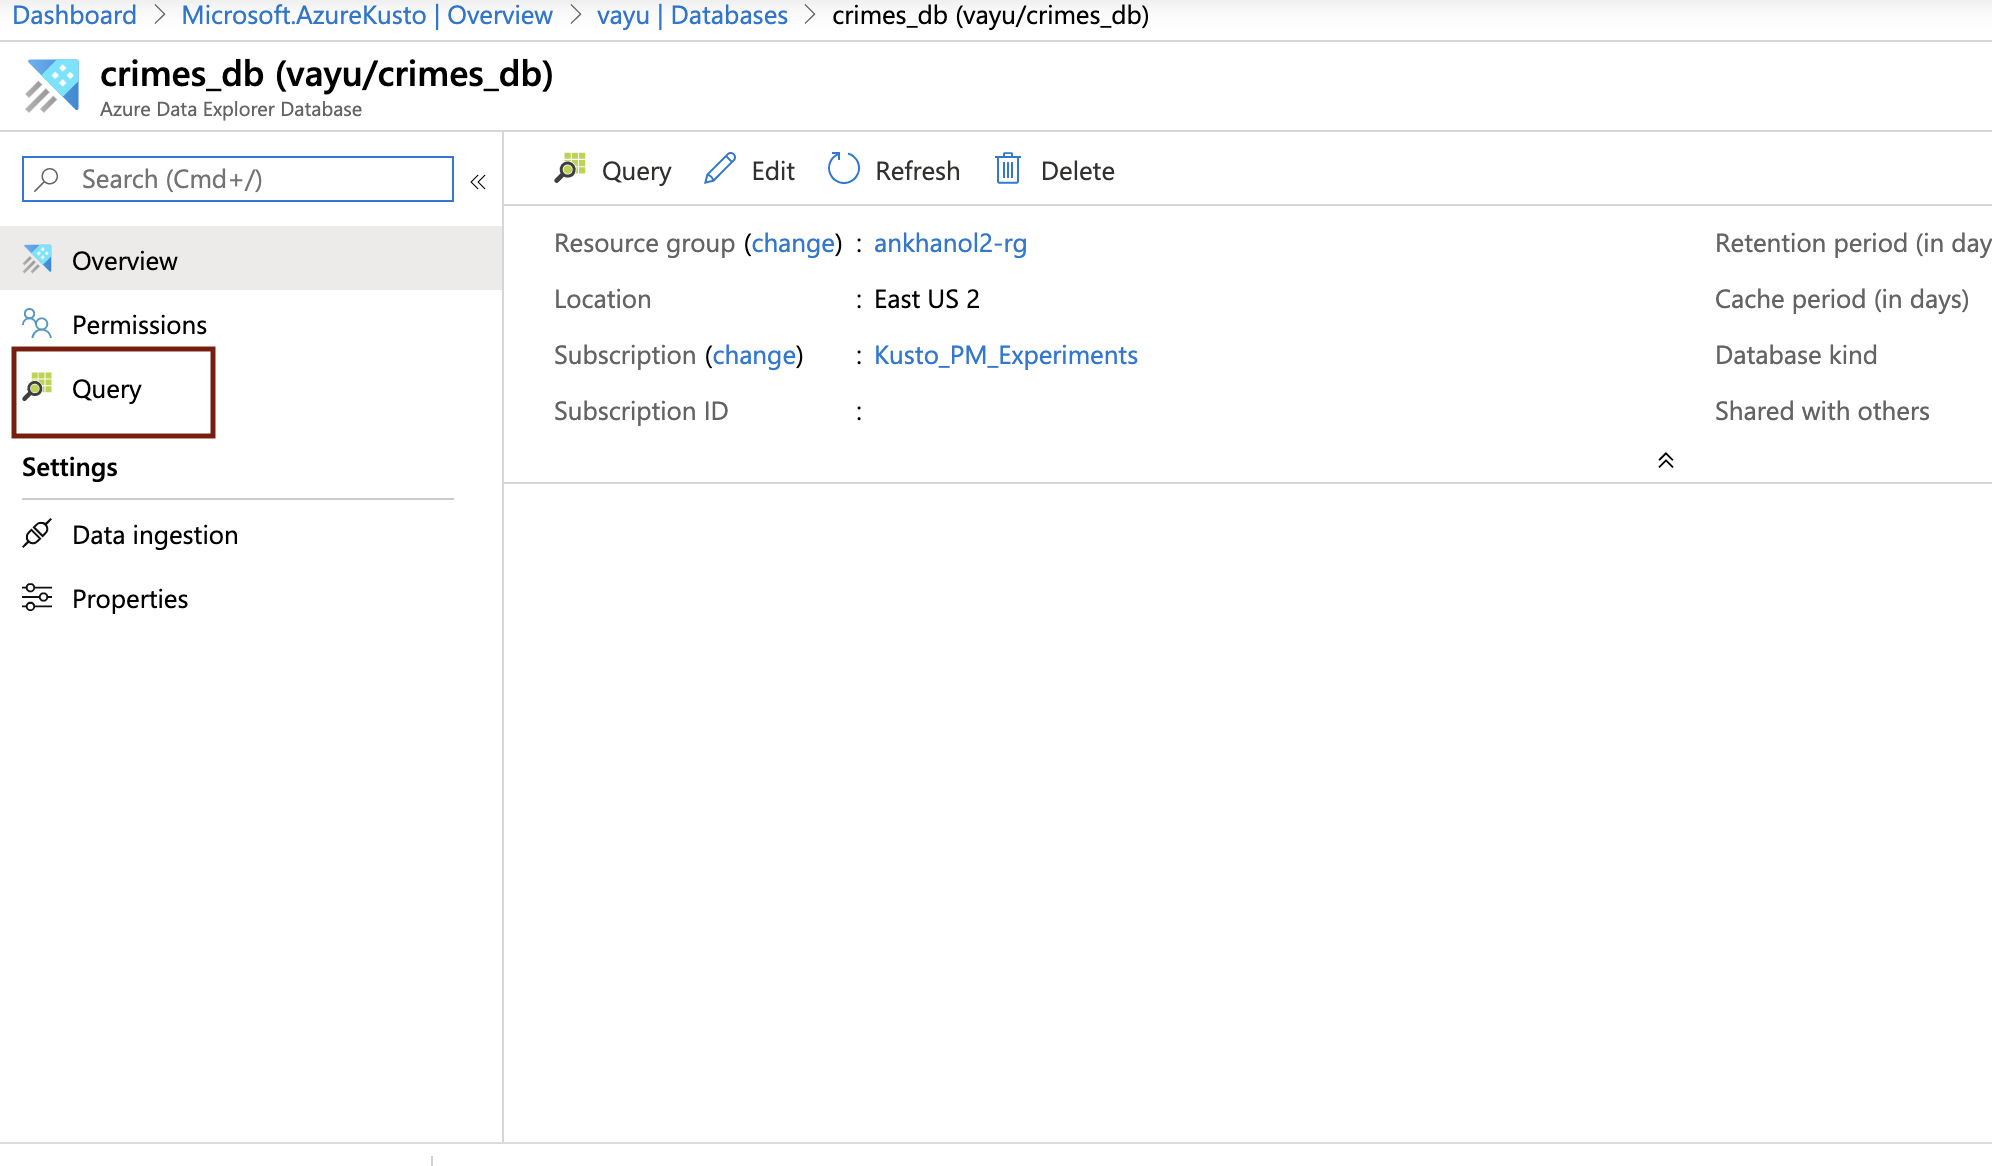 Dashboard > Microsoft.AzureKusto | Overview > vayu | Databases > crimes_db (vayu/crimes_db)
crimes_db (vayu/crimes_db)
Azure Data Explorer Database
Search (Cmd+/)
«
Overview
Permissions
Query
Settings
Data ingestion
Properties
Query Edit Refresh Delete
Resource group (change) : ankhanol2-rg
Location : East US 2
Subscription (change) : Kusto_PM_Experiments
Subscription ID :
Retention period (in day
Cache period (in days)
Database kind
Shared with others